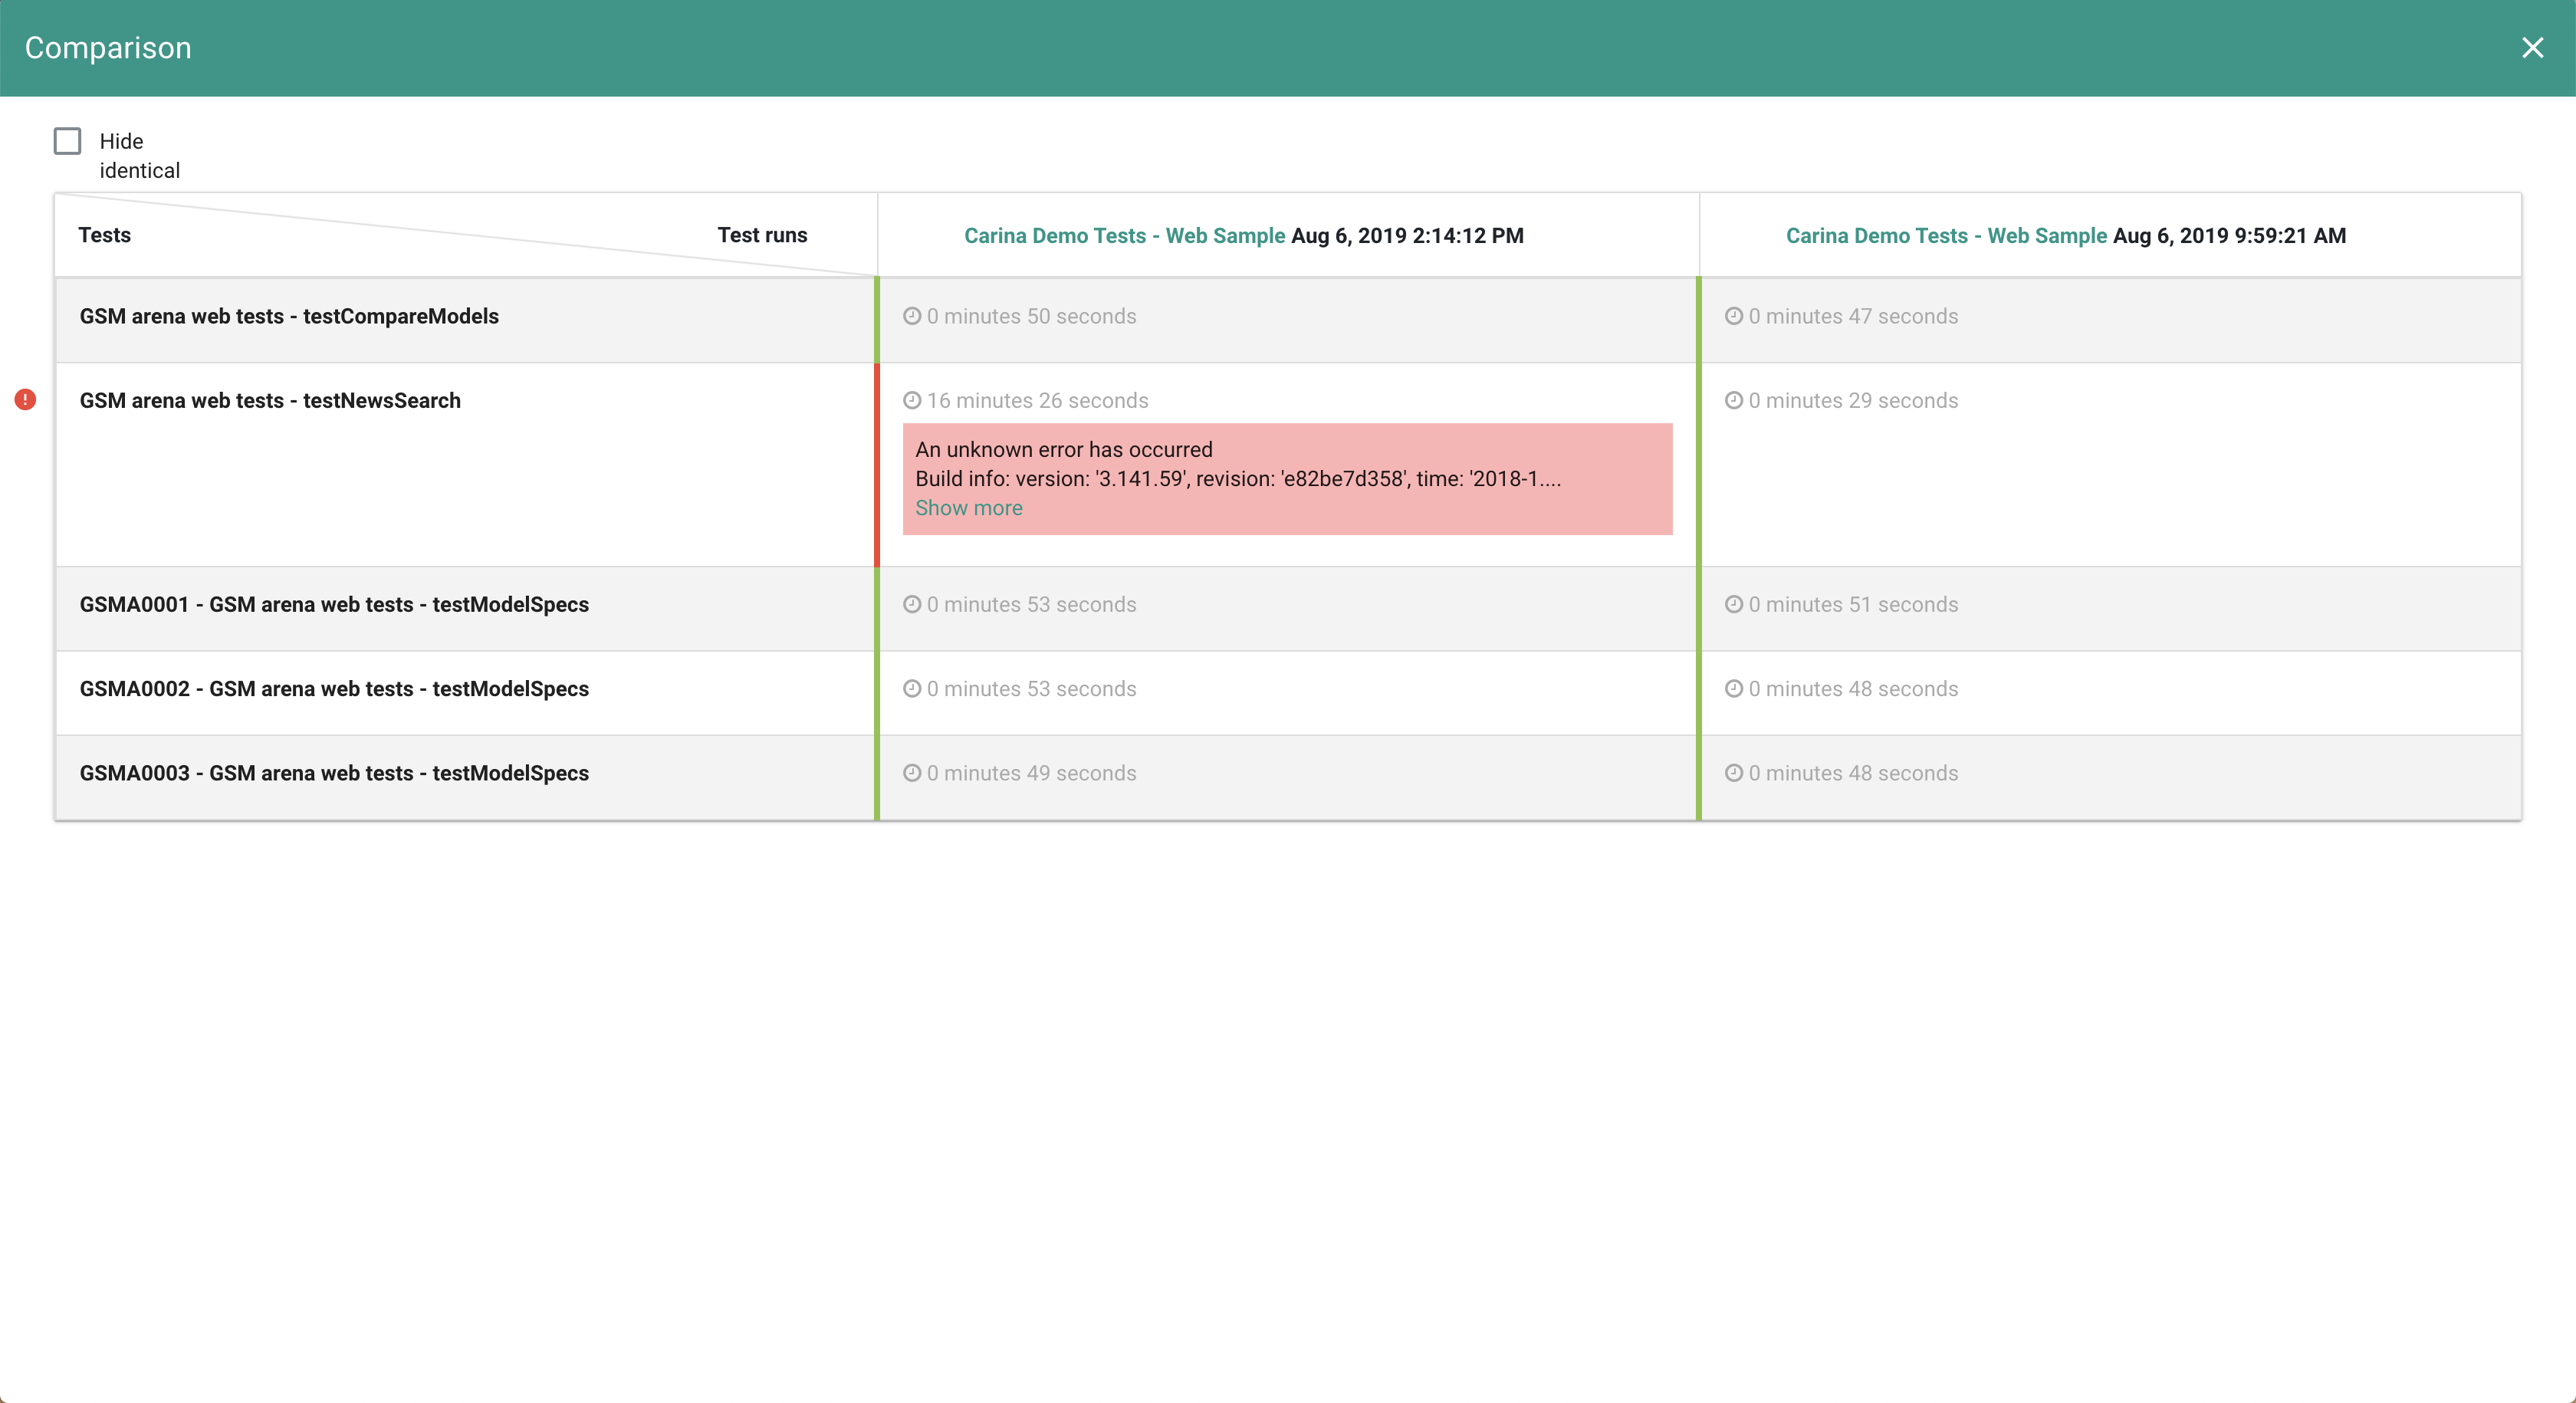 Comparison
Hide
identical
Tests
Test runs
Carina Demo Tests - Web Sample Aug 6, 2019 2:14:12 PM
Carina Demo Tests - Web Sample Aug 6, 2019 9:59:21 AM
GSM arena web tests - testCompareModels
0 minutes 50 seconds
0 minutes 47 seconds
GSM arena web tests - testNewsSearch
16 minutes 26 seconds
An unknown error has occurred
Build info: version: '3.141.59', revision: 'e82be7d358', time: '2018-1....
Show more
0 minutes 29 seconds
GSMA0001 - GSM arena web tests - testModelSpecs
0 minutes 53 seconds
0 minutes 51 seconds
GSMA0002 - GSM arena web tests - testModelSpecs
0 minutes 53 seconds
0 minutes 48 seconds
GSMA0003 - GSM arena web tests - testModelSpecs
0 minutes 49 seconds
0 minutes 48 seconds